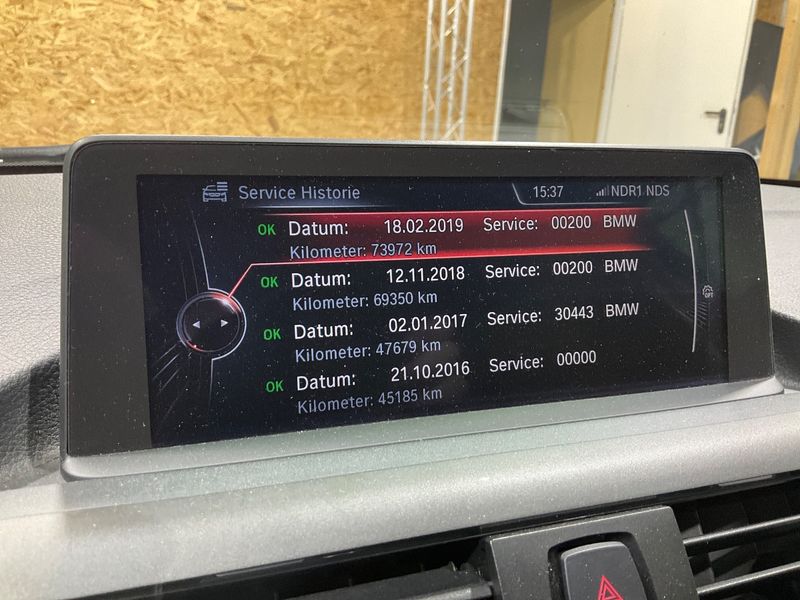 Service Historie 15:37 NDR1 NDS
OK Datum: 18.02.2019 Service: 00200 BMW
Kilometer: 73972 km
OK Datum: 12.11.2018 Service: 00200 BMW
Kilometer: 69350 km
OK Datum: 02.01.2017 Service: 30443 BMW
Kilometer: 47679 km
OK Datum: 21.10.2016 Service: 00000
Kilometer: 45185 km
OFF